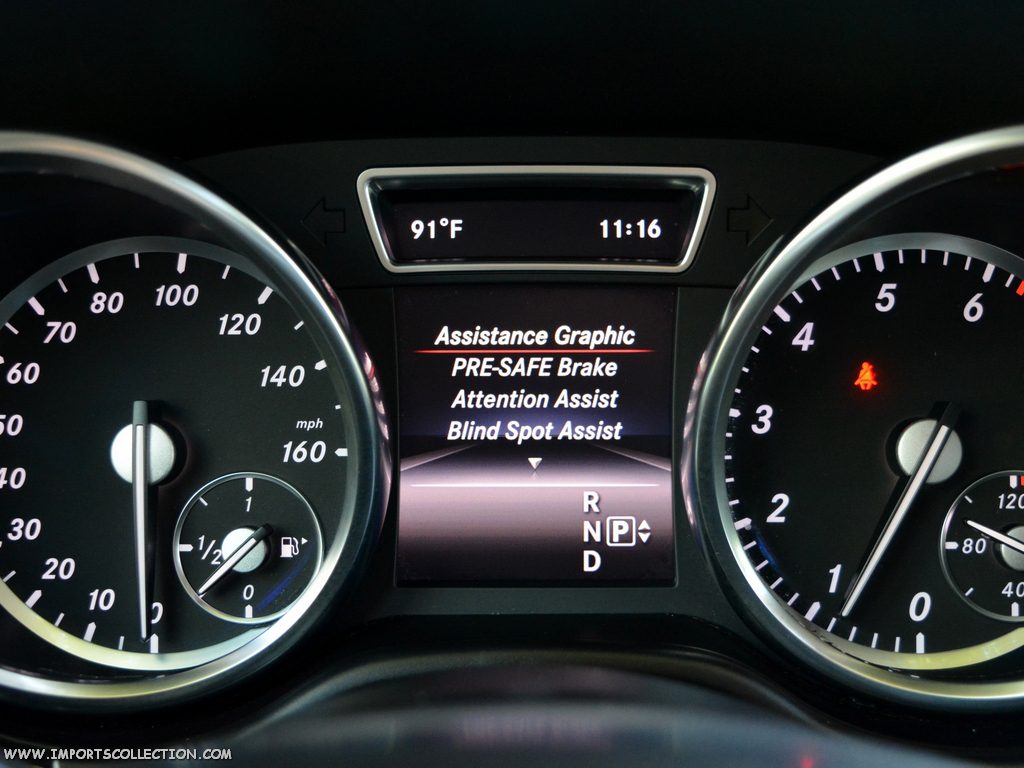 91°F 11:16
Assistance Graphic
PRE-SAFE Brake
Attention Assist
Blind Spot Assist
R
N P
D
0
10
20
30
40
50
60
70
80
100
120
140
160
mph
1
1/2
0
0
1
2
3
4
5
6
120
80
40
WWW.IMPORTSCOLLECTION.COM